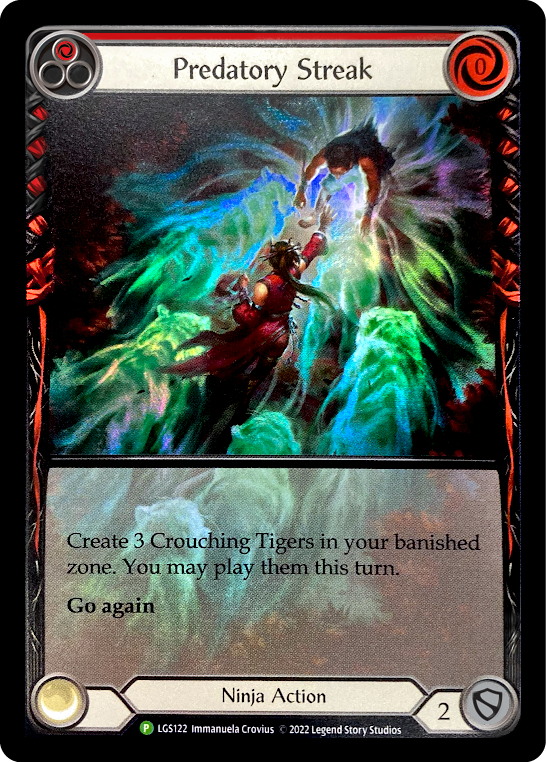 Predatory Streak
0
Create 3 Crouching Tigers in your banished
zone. You may play them this turn.
Go again
Ninja Action
2
P LGS122 Immanuela Crovius © 2022 Legend Story Studios